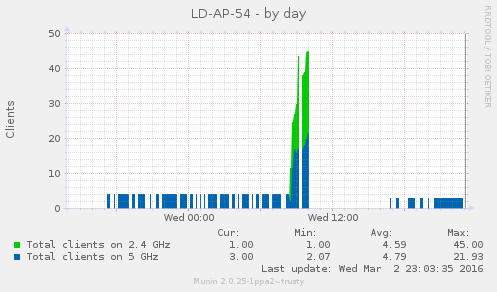 LD-AP-54 - by day
RRDTOOL / TOBI OETIKER
Clients
50
40
30
20
10
0
Wed 00:00 Wed 12:00
Cur: Min: Avg: Max:
Total clients on 2.4 GHz 1.00 1.00 4.59 45.00
Total clients on 5 GHz 3.00 2.07 4.79 21.93
Last update: Wed Mar 2 23:03:35 2016
Munin 2.0.25-1ppa2~trusty